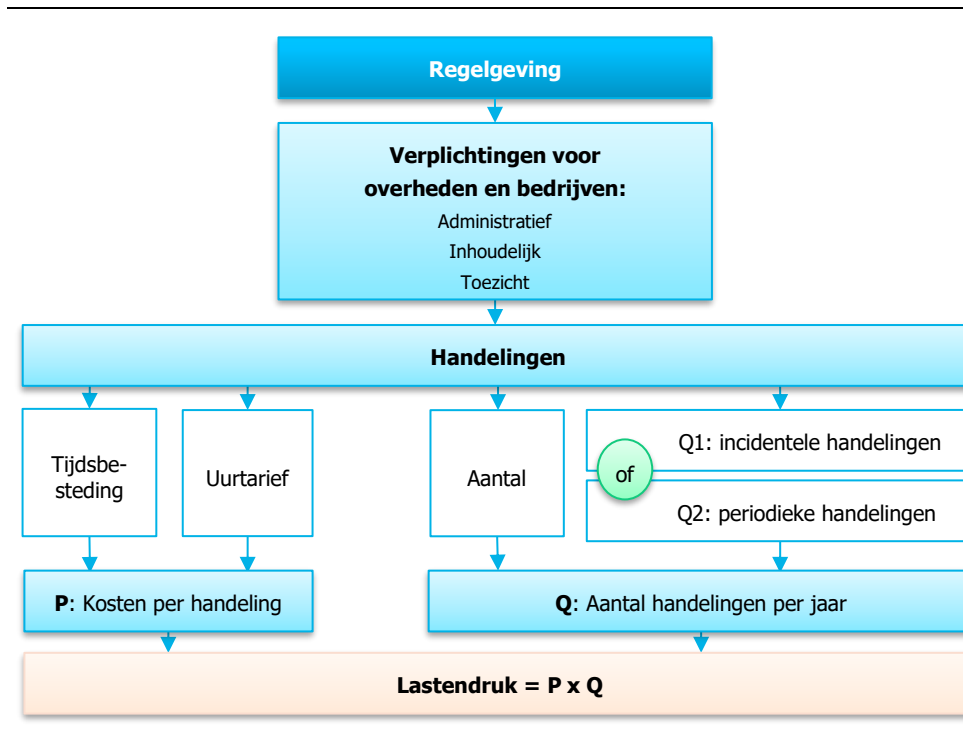 Regelgeving
Verplichtingen voor
overheden en bedrijven:
Administratief
Inhoudelijk
Toezicht
Handelingen
Tijdsbe-
steding
Uurtarief
Aantal
Q1: incidentele handelingen
of
Q2: periodieke handelingen
P: Kosten per handeling
Q: Aantal handelingen per jaar
Lastendruk = P x Q